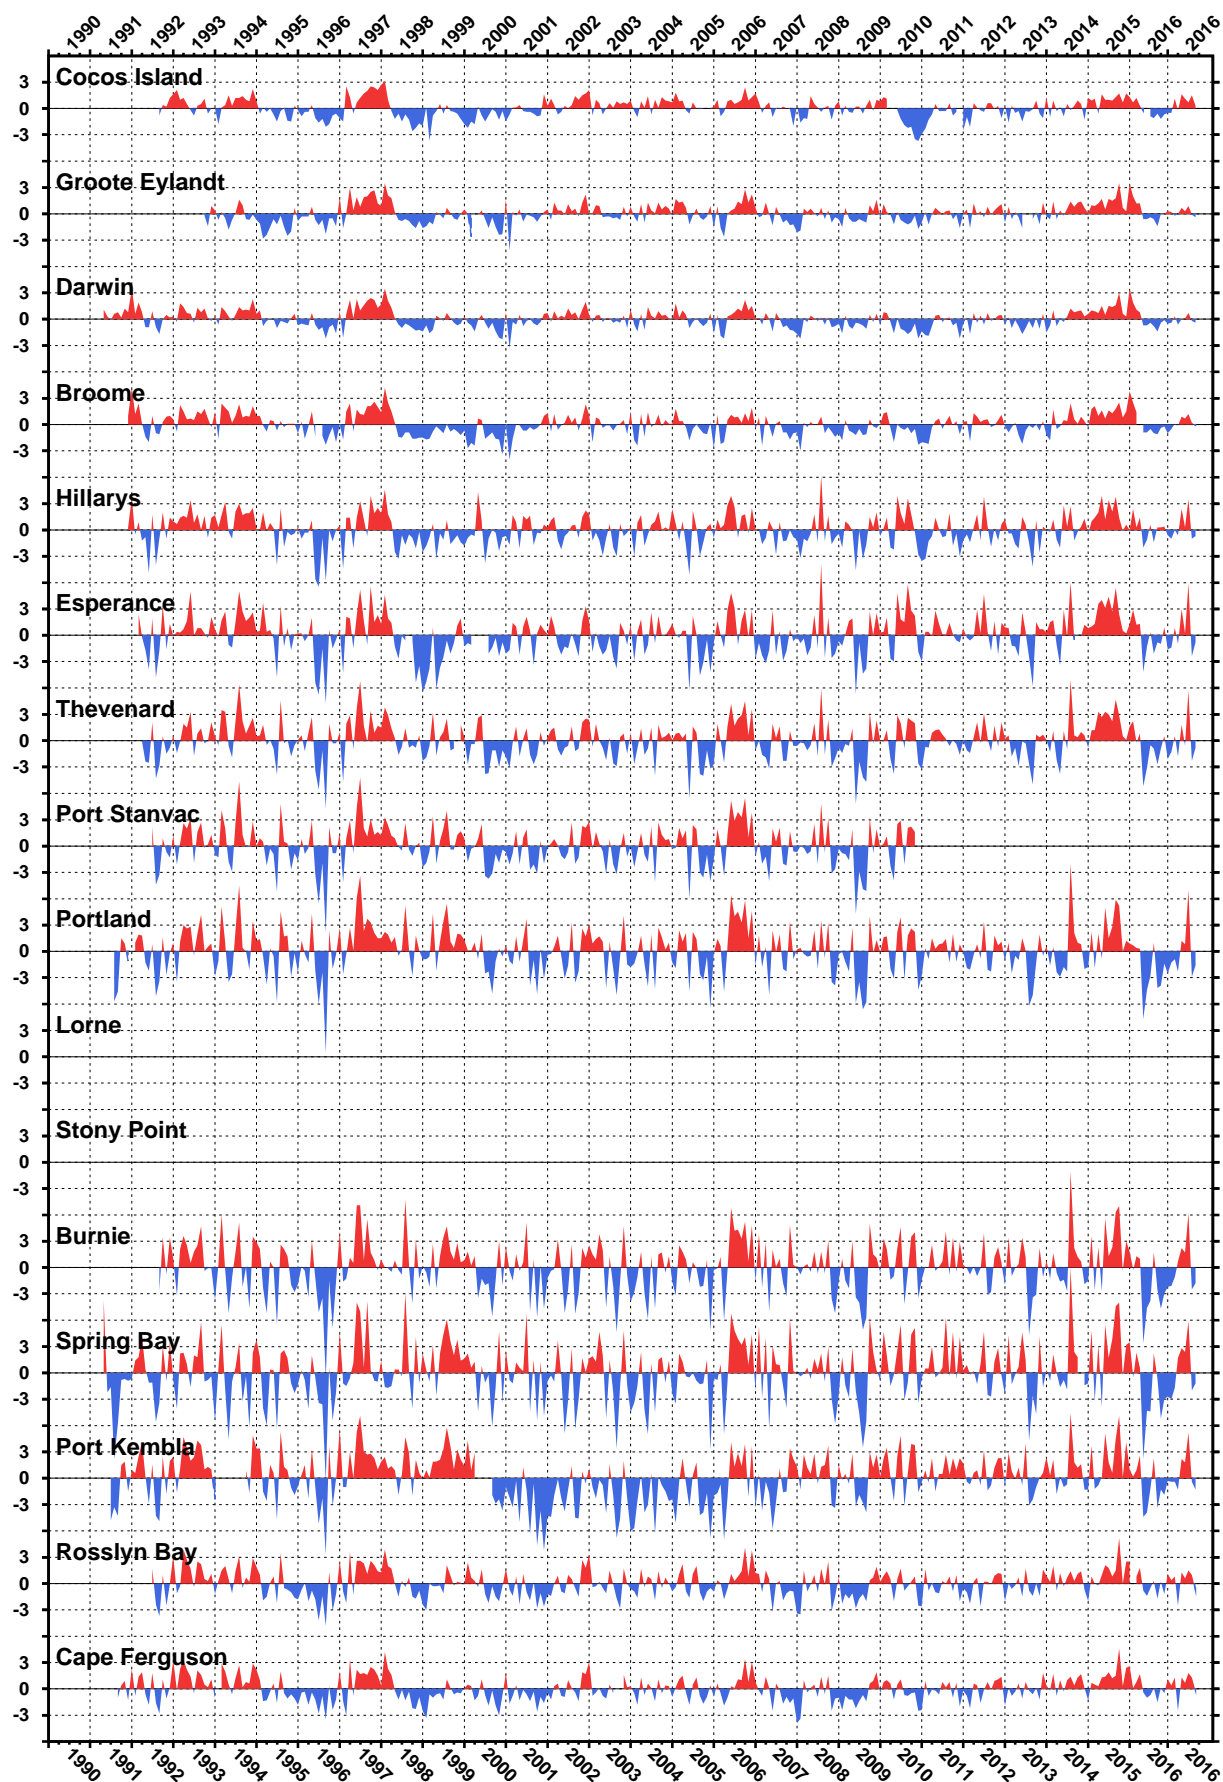 1990 1991 1992 1993 1994 1995 1996 1997 1998 1999 2000 2001 2002 2003 2004 2005 2006 2007 2008 2009 2010 2011 2012 2013 2014 2015 2016 2016
Cocos Island
3
0
-3
Groote Eylandt
3
0
-3
Darwin
3
0
-3
Broome
3
0
-3
Hillarys
3
0
-3
Esperance
3
0
-3
Thevenard
3
0
-3
Port Stanvac
3
0
-3
Portland
3
0
-3
Lorne
3
0
-3
Stony Point
3
0
-3
Burnie
3
0
-3
Spring Bay
3
0
-3
Port Kembla
3
0
-3
Rosslyn Bay
3
0
-3
Cape Ferguson
3
0
-3
1990 1991 1992 1993 1994 1995 1996 1997 1998 1999 2000 2001 2002 2003 2004 2005 2006 2007 2008 2009 2010 2011 2012 2013 2014 2015 2016 2016